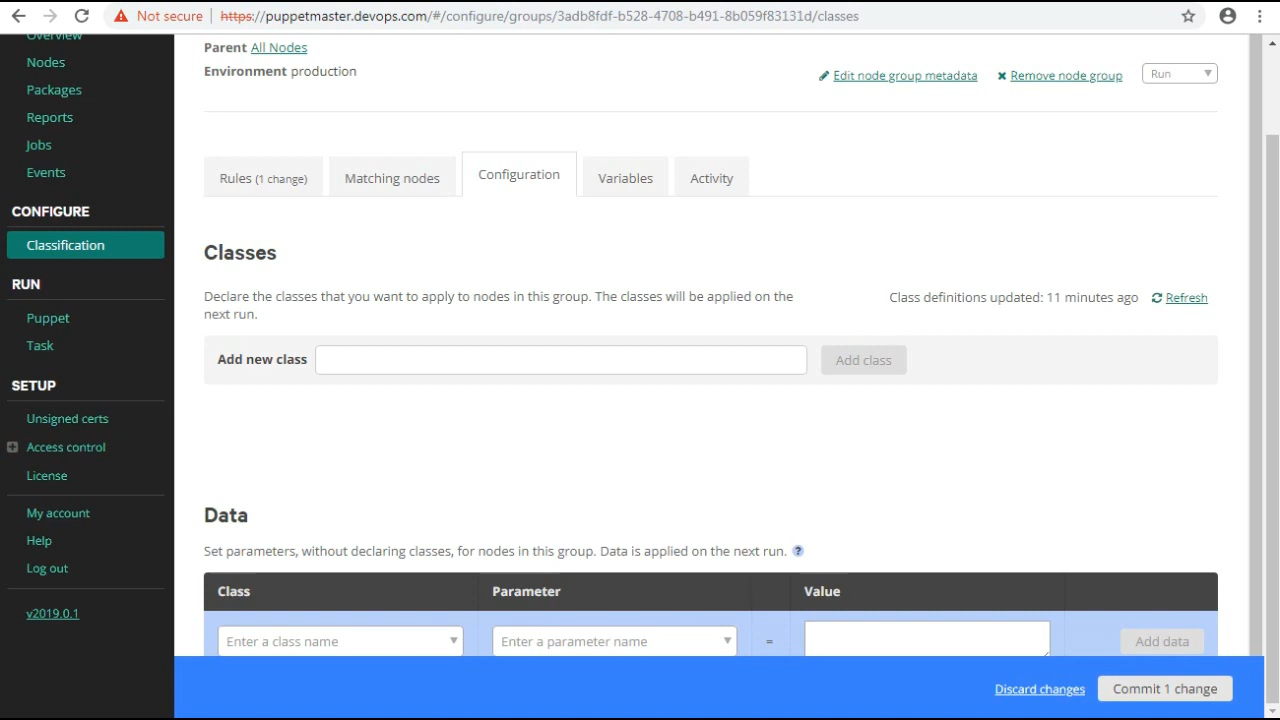 Not secure | https://puppetmaster.devops.com/#/configure/groups/3adb8fdf-b528-4708-b491-8b059f83131d/classes
Overview
Nodes
Packages
Reports
Jobs
Events
CONFIGURE
Classification
RUN
Puppet
Task
SETUP
Unsigned certs
Access control
License
My account
Help
Log out
v2019.0.1
Parent All Nodes
Environment production
Edit node group metadata
Remove node group
Run
Rules (1 change)
Matching nodes
Configuration
Variables
Activity
Classes
Declare the classes that you want to apply to nodes in this group. The classes will be applied on the
next run.
Class definitions updated: 11 minutes ago
Refresh
Add new class
Add class
Data
Set parameters, without declaring classes, for nodes in this group. Data is applied on the next run. ?
Class
Parameter
Value
Enter a class name
Enter a parameter name
=
Add data
Discard changes
Commit 1 change